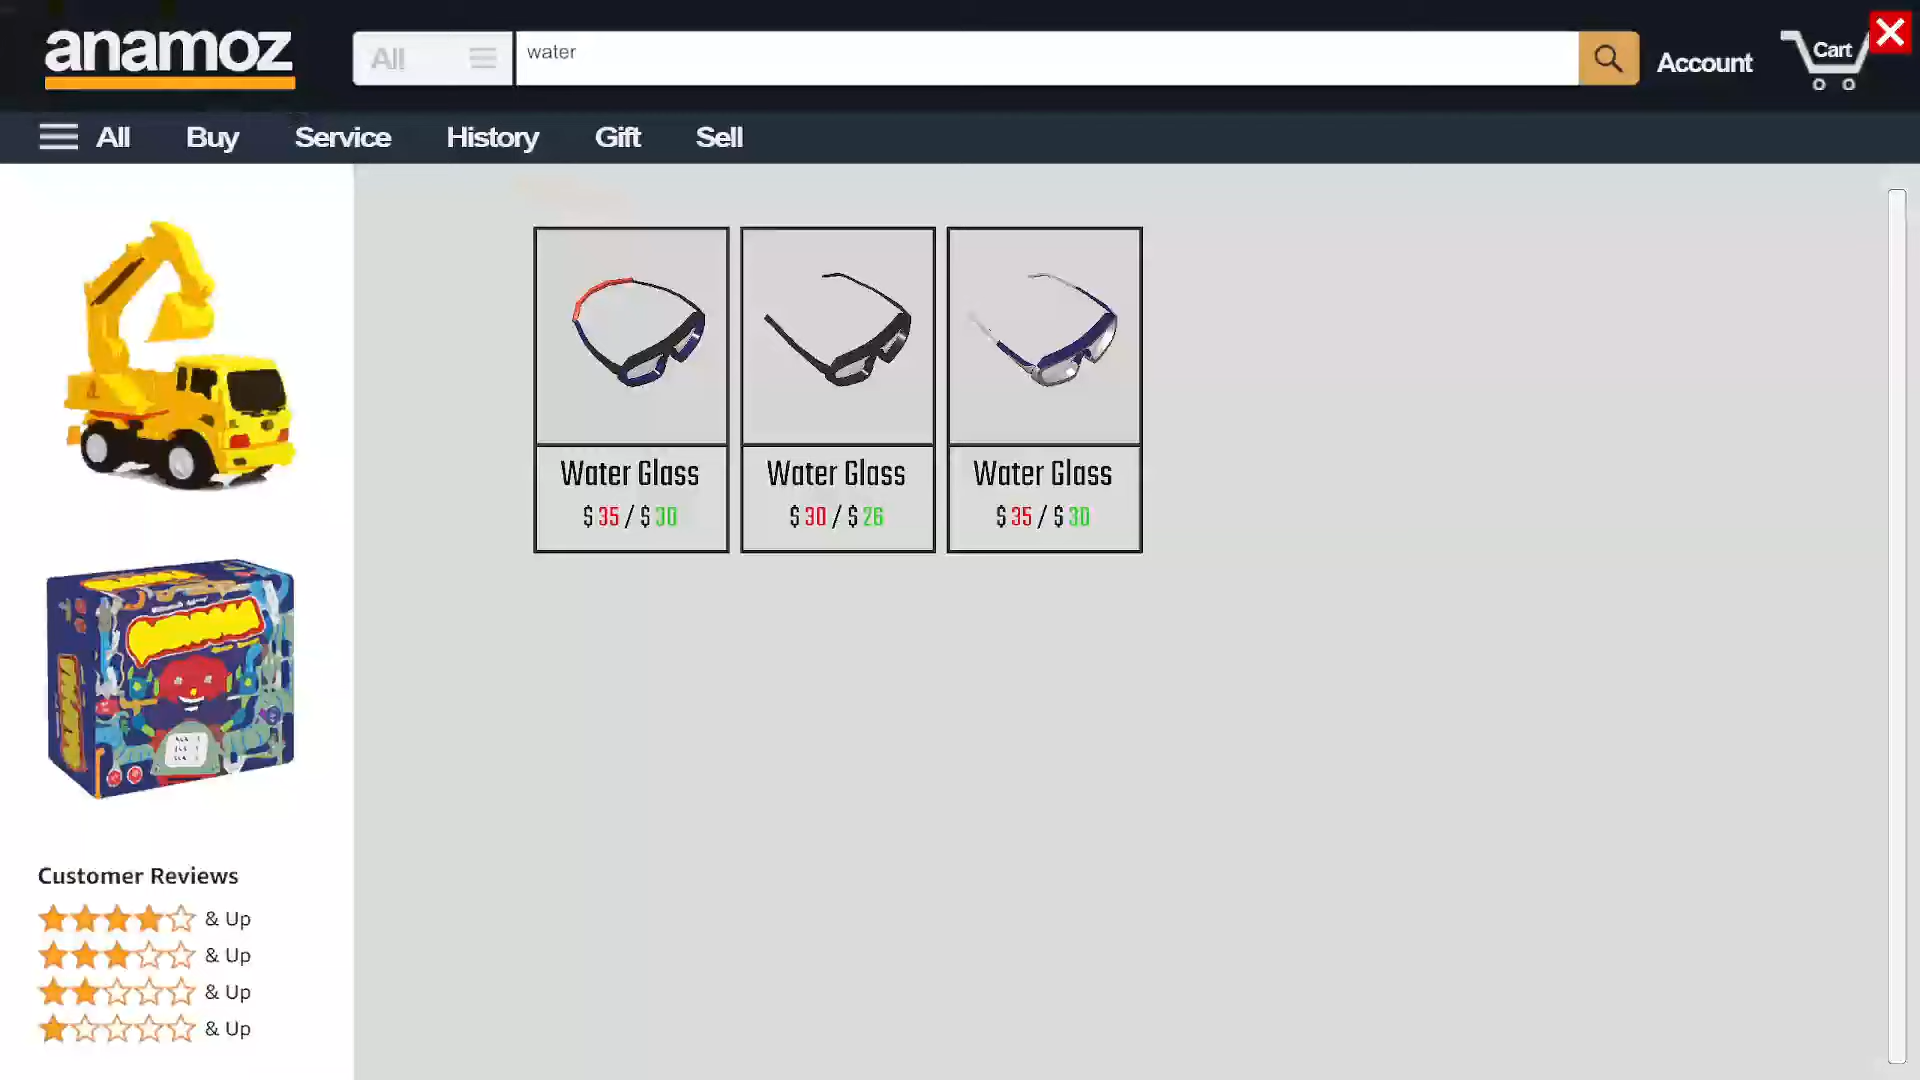 anamoz
All
water
Account
Cart
All Buy Service History Gift Sell
Water Glass
$ 35 / $ 30
Water Glass
$ 30 / $ 26
Water Glass
$ 35 / $ 30
Customer Reviews
& Up
& Up
& Up
& Up